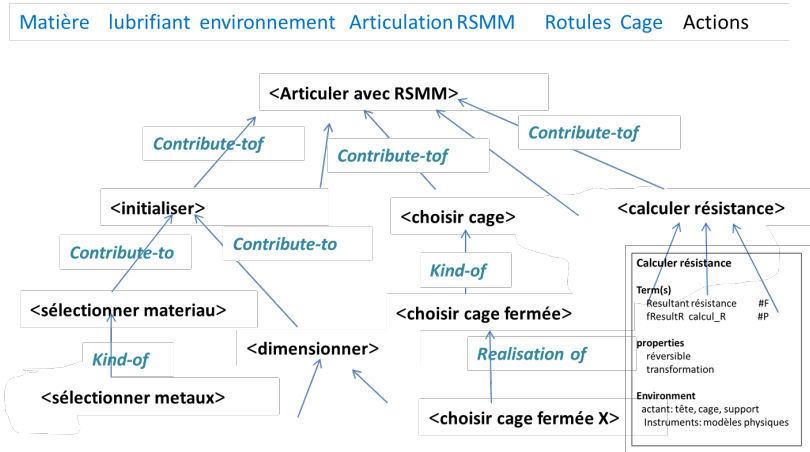 Matière lubrifiant environnement Articulation RSMM Rotules Cage Actions
<Articuler avec RSMM>
Contribute-tof
Contribute-tof
Contribute-tof
<initialiser>
<choisir cage>
<calculer résistance>
Contribute-to
Contribute-to
Kind-of
<sélectionner materiau>
<choisir cage fermée>
Kind-of
<dimensionner>
Realisation of
<sélectionner metaux>
<choisir cage fermée X>
Calculer résistance
Term(s)
Resultant résistance #F
fResultR calcul_R #P
properties
réversible
transformation
Environment
actant: tête, cage, support
Instruments: modèles physiques